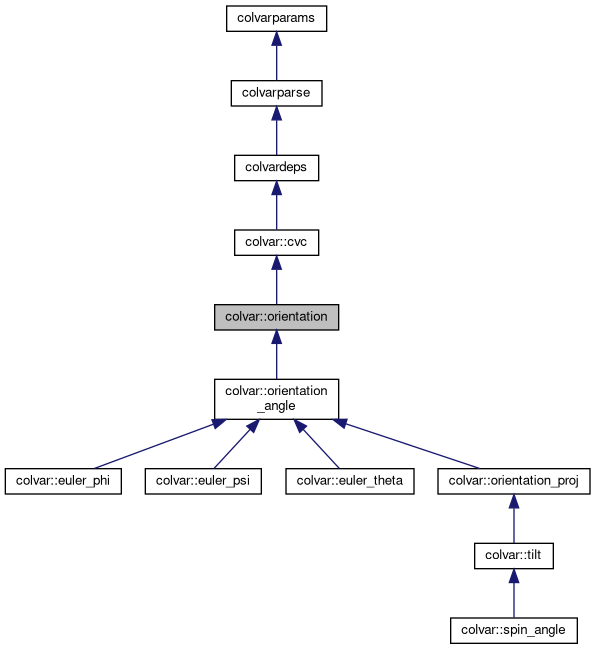 colvarparams
colvarparse
colvardeps
colvar::cvc
colvar::orientation
colvar::orientation
_angle
colvar::euler_phi
colvar::euler_psi
colvar::euler_theta
colvar::orientation_proj
colvar::tilt
colvar::spin_angle